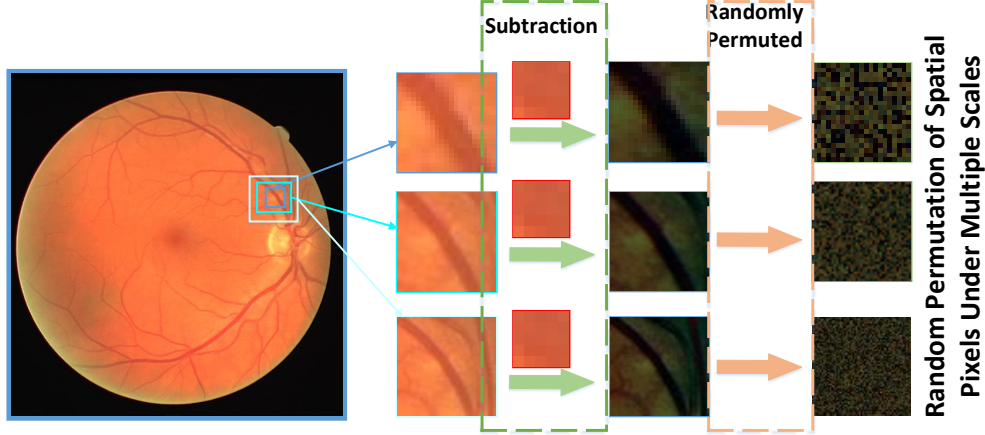 Subtraction
Randomly
Permuted
Random Permutation of Spatial
Pixels Under Multiple Scales